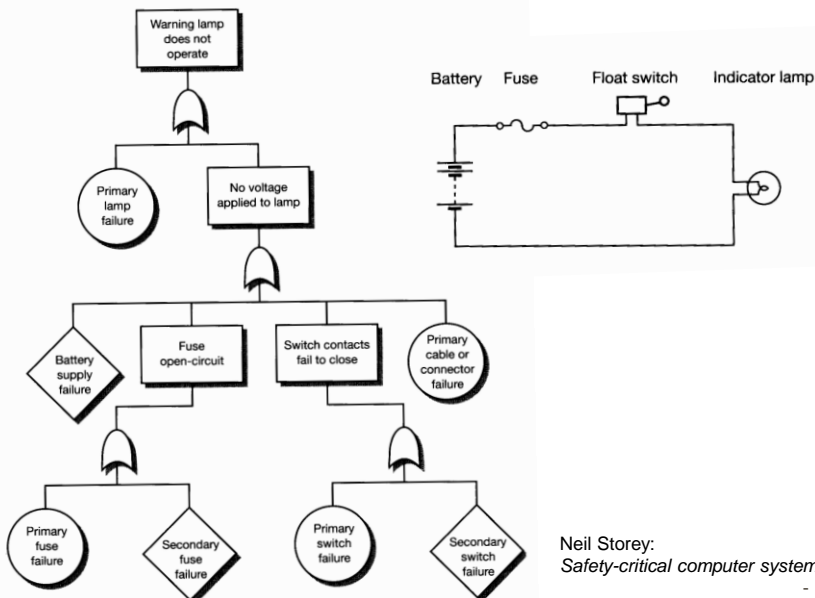 Warning lamp
does not
operate
Battery
Fuse
Float switch
Indicator lamp
Primary
lamp
failure
No voltage
applied to lamp
Battery
supply
failure
Fuse
open-circuit
Switch contacts
fail to close
Primary
cable or
connector
failure
Primary
fuse
failure
Secondary
fuse
failure
Primary
switch
failure
Secondary
switch
failure
Neil Storey:
Safety-critical computer system
-